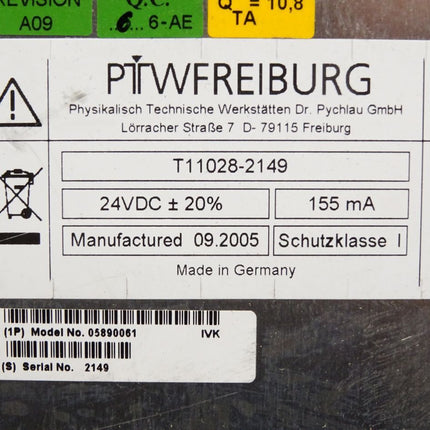 REVISION
A09
Q.C.
6 6-AE
Q = 10,8
TA
PTWFREIBURG
Physikalisch Technische Werkstätten Dr. Pychlau GmbH
Lörracher Straße 7 D- 79115 Freiburg
T11028-2149
24VDC ± 20%
155 mA
Manufactured 09.2005
Schutzklasse I
Made in Germany
(1P) Model No. 05890061 IVK
(S) Serial No. 2149